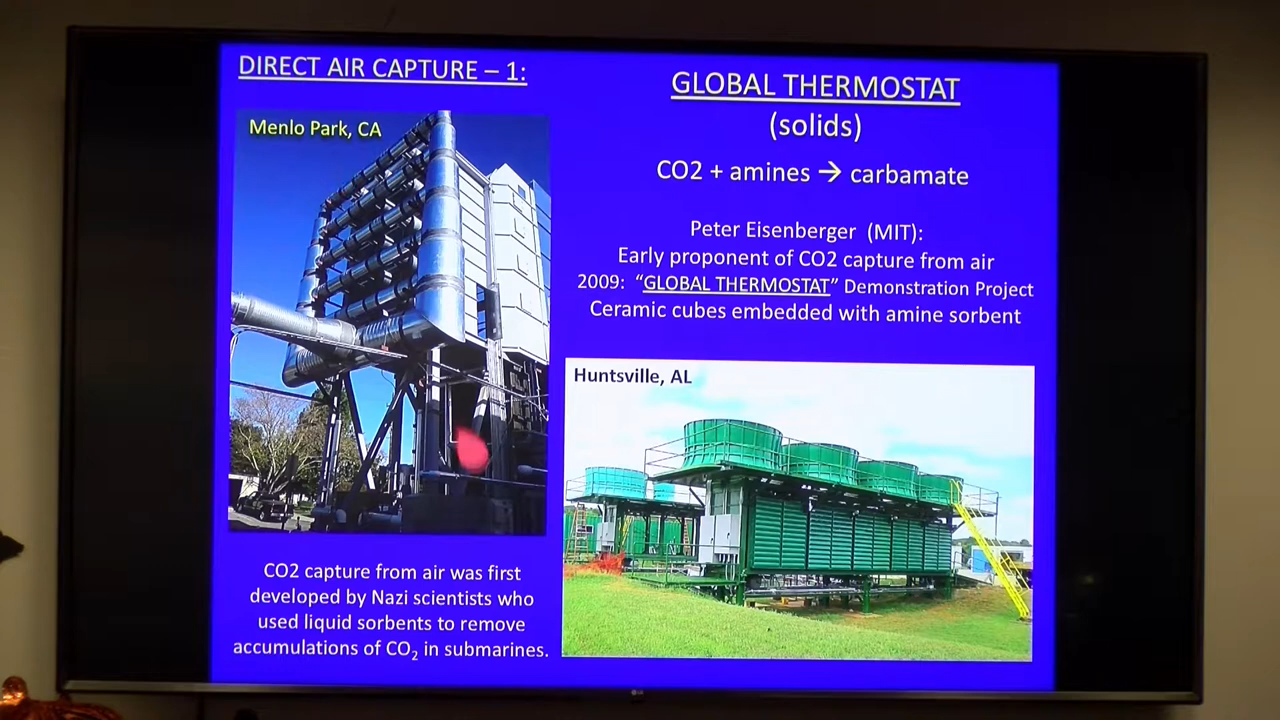 DIRECT AIR CAPTURE – 1:
Menlo Park, CA
CO2 capture from air was first
developed by Nazi scientists who
used liquid sorbents to remove
accumulations of CO₂ in submarines.
GLOBAL THERMOSTAT
(solids)
CO2 + amines → carbamate
Peter Eisenberger (MIT):
Early proponent of CO2 capture from air
2009: “GLOBAL THERMOSTAT” Demonstration Project
Ceramic cubes embedded with amine sorbent
Huntsville, AL
LG